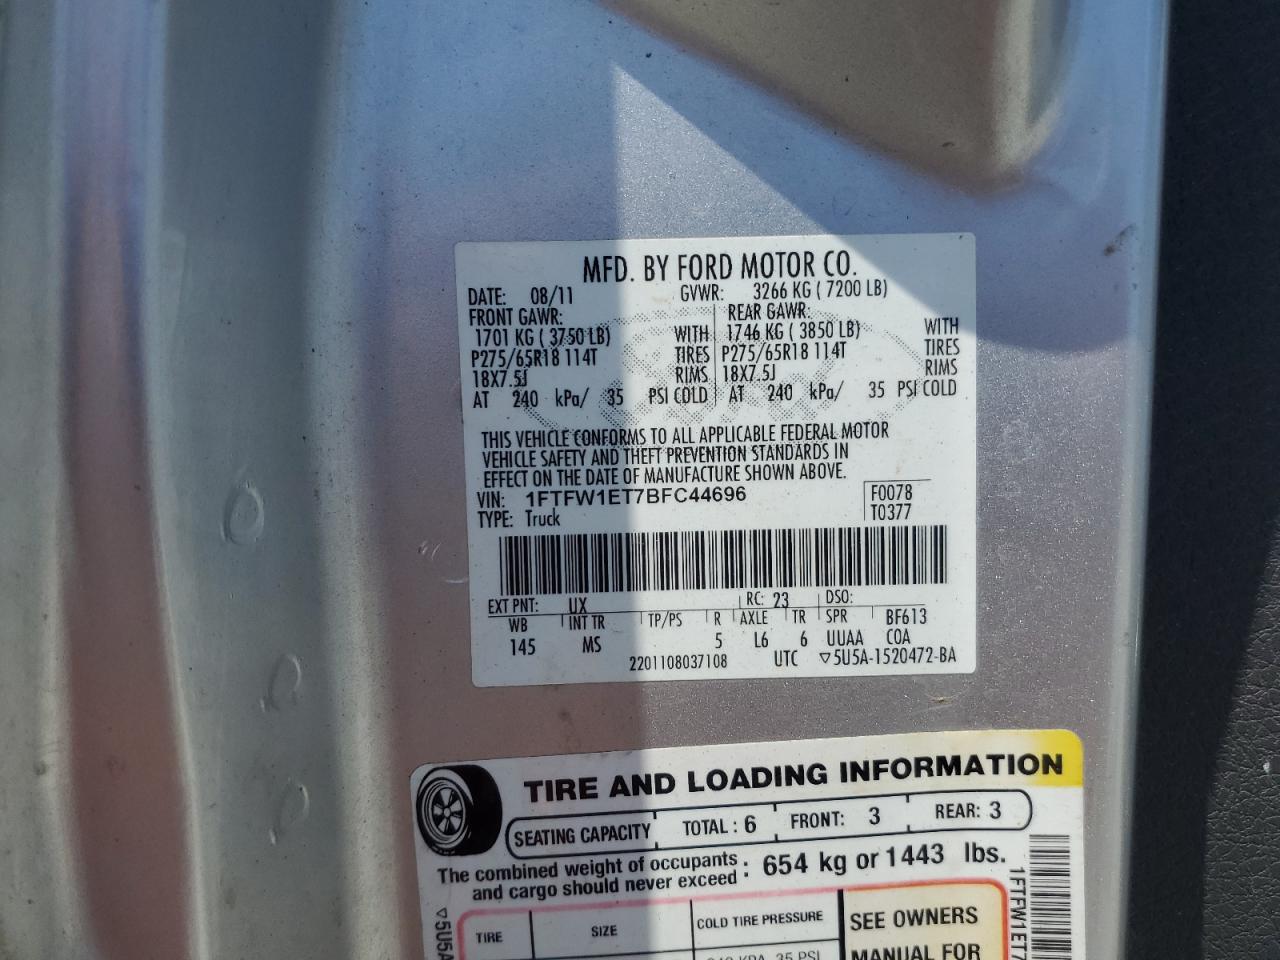 MFD. BY FORD MOTOR CO.
DATE: 08/11 GVWR: 3266 KG ( 7200 LB)
FRONT GAWR: REAR GAWR:
1701 KG ( 3750 LB) WITH 1746 KG ( 3850 LB) WITH
P275/65R18 114T TIRES P275/65R18 114T TIRES
18X7.5J RIMS 18X7.5J RIMS
AT 240 kPa/ 35 PSI COLD AT 240 kPa/ 35 PSI COLD
THIS VEHICLE CONFORMS TO ALL APPLICABLE FEDERAL MOTOR
VEHICLE SAFETY AND THEFT PREVENTION STANDARDS IN
EFFECT ON THE DATE OF MANUFACTURE SHOWN ABOVE.
VIN: 1FTFW1ET7BFC44696 F0078
TYPE: Truck T0377
EXT PNT: UX RC: 23 DSO:
WB INT TR TP/PS R AXLE TR SPR BF613
145 MS 5 L6 6 UUAA COA
2201108037108 UTC ▽5U5A-1520472-BA
TIRE AND LOADING INFORMATION
SEATING CAPACITY TOTAL : 6 FRONT: 3 REAR: 3
The combined weight of occupants : 654 kg or 1443 lbs.
and cargo should never exceed :
TIRE SIZE COLD TIRE PRESSURE SEE OWNERS
MANUAL FOR
35 PSI
1FTFW1ET7
▽5U5A